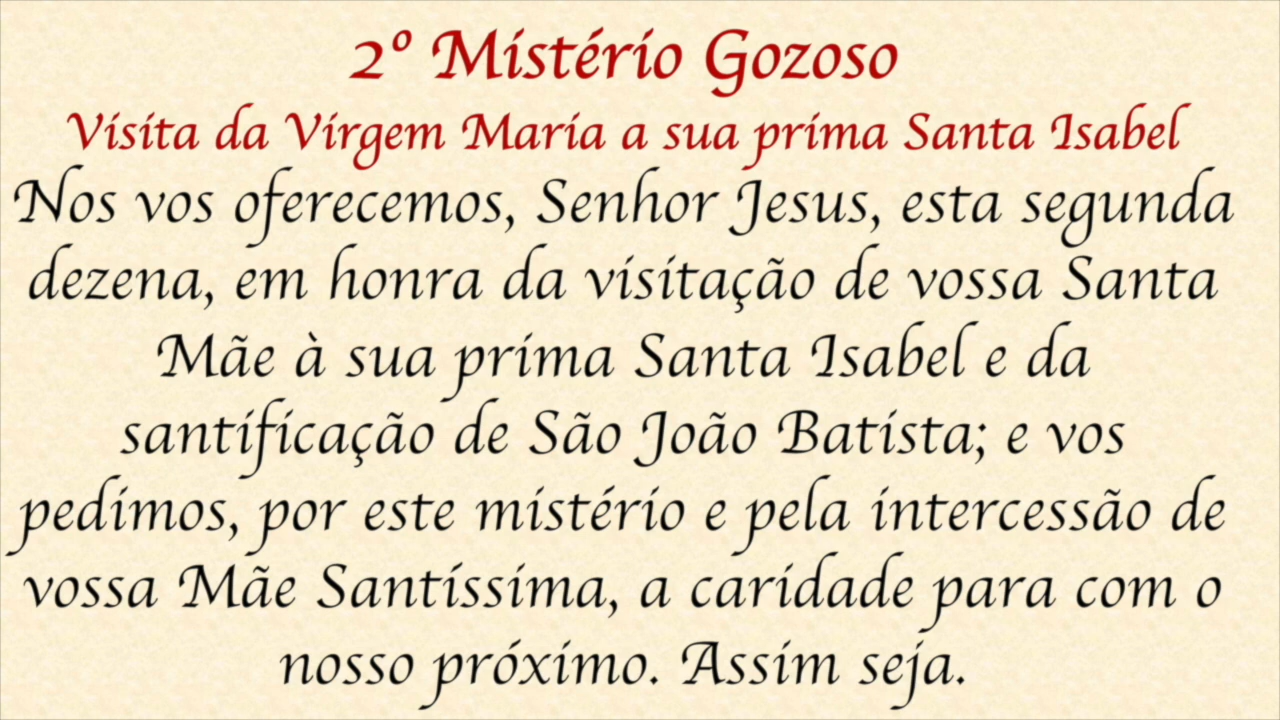 2º Mistério Gozoso
Visita da Virgem Maria a sua prima Santa Isabel
Nos vos oferecemos, Senhor Jesus, esta segunda
dezena, em honra da visitação de vossa Santa
Mãe à sua prima Santa Isabel e da
santificação de São João Batista; e vos
pedimos, por este mistério e pela intercessão de
vossa Mãe Santíssima, a caridade para com o
nosso próximo. Assim seja.